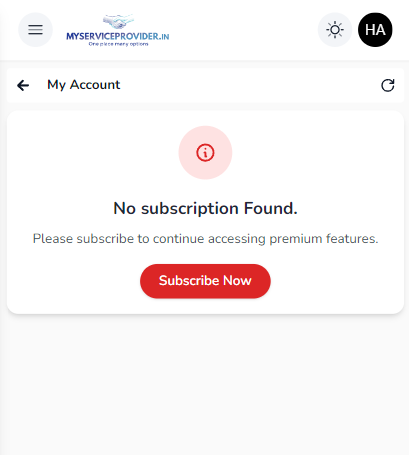 MYSERVICEPROVIDER.IN
One place many options
HA
My Account
No subscription Found.
Please subscribe to continue accessing premium features.
Subscribe Now